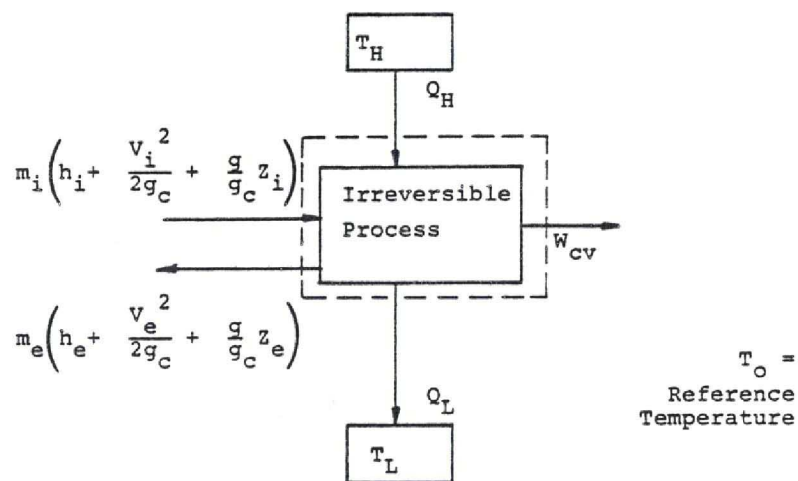 T_H
Q_H
m_i(h_i+ V_i^2/2g_c + g/g_c Z_i)
Irreversible
Process
W_cv
m_e(h_e+ V_e^2/2g_c + g/g_c Z_e)
T_o =
Reference
Temperature
Q_L
T_L